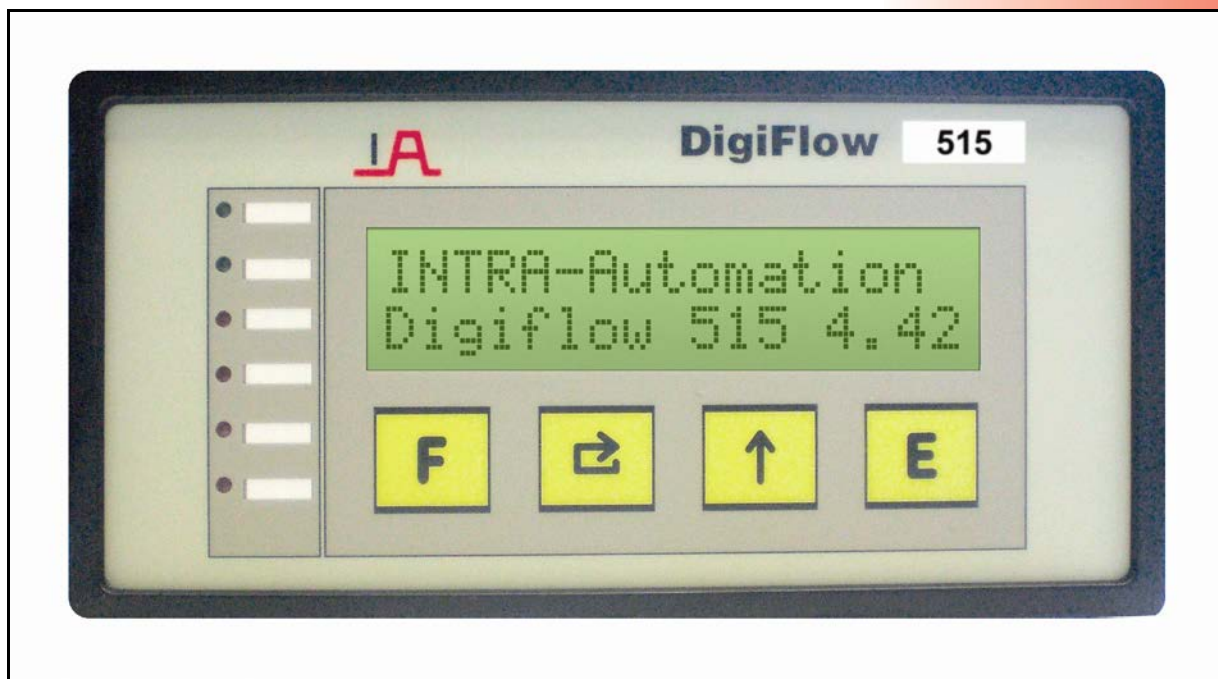 IA
DigiFlow 515
INTRA-Automation
Digiflow 515 4.42
F
E